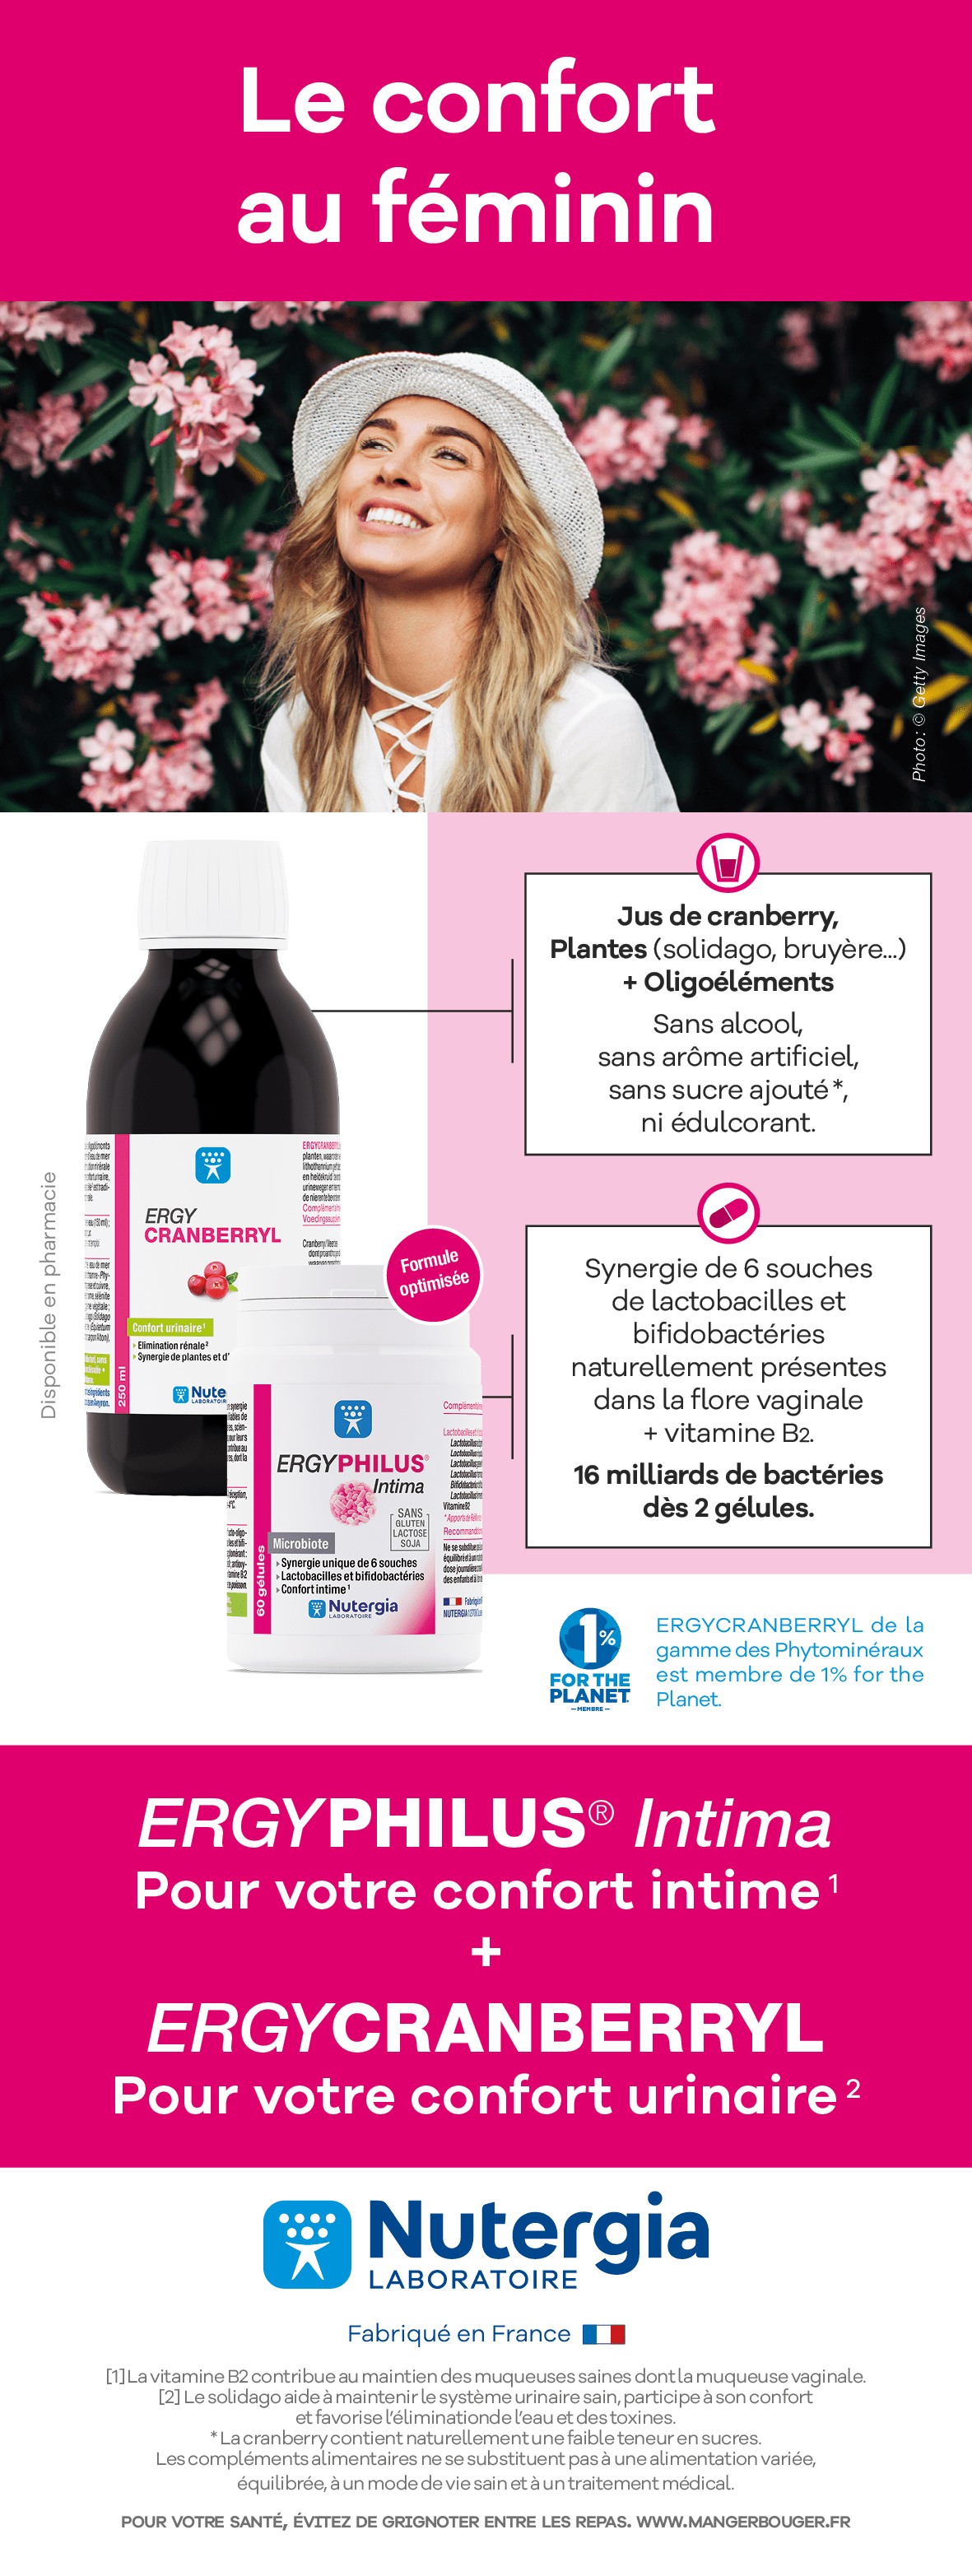 Le confort
au féminin
Photo : © Getty Images
Jus de cranberry,
Plantes (solidago, bruyère...)
+ Oligoéléments
Sans alcool,
sans arôme artificiel,
sans sucre ajouté*,
ni édulcorant.
Disponible en pharmacie
ERGY
CRANBERRYL
Confort urinaire¹
Elimination rénale²
Synergie de plantes et d'
250 ml
Nute
LABORATOIR
Formule
optimisée
Synergie de 6 souches
de lactobacilles et
bifidobactéries
naturellement présentes
dans la flore vaginale
+ vitamine B2.
16 milliards de bactéries
dès 2 gélules.
ERGYPHILUS®
Intima
SANS
GLUTEN
LACTOSE
SOJA
Microbiote
Synergie unique de 6 souches
Lactobacilles et bifidobactéries
Confort intime¹
60 gélules
Nutergia
LABORATOIRE
1%
FOR THE
PLANET
MEMBRE
ERGYCRANBERRYL de la
gamme des Phytominéraux
est membre de 1% for the
Planet.
ERGYPHILUS® Intima
Pour votre confort intime ¹
+
ERGYCRANBERRYL
Pour votre confort urinaire ²
Nutergia
LABORATOIRE
Fabriqué en France
[1] La vitamine B2 contribue au maintien des muqueuses saines dont la muqueuse vaginale.
[2] Le solidago aide à maintenir le système urinaire sain, participe à son confort
et favorise l'éliminationde l'eau et des toxines.
* La cranberry contient naturellement une faible teneur en sucres.
Les compléments alimentaires ne se substituent pas à une alimentation variée,
équilibrée, à un mode de vie sain et à un traitement médical.
POUR VOTRE SANTÉ, ÉVITEZ DE GRIGNOTER ENTRE LES REPAS. WWW.MANGERBOUGER.FR